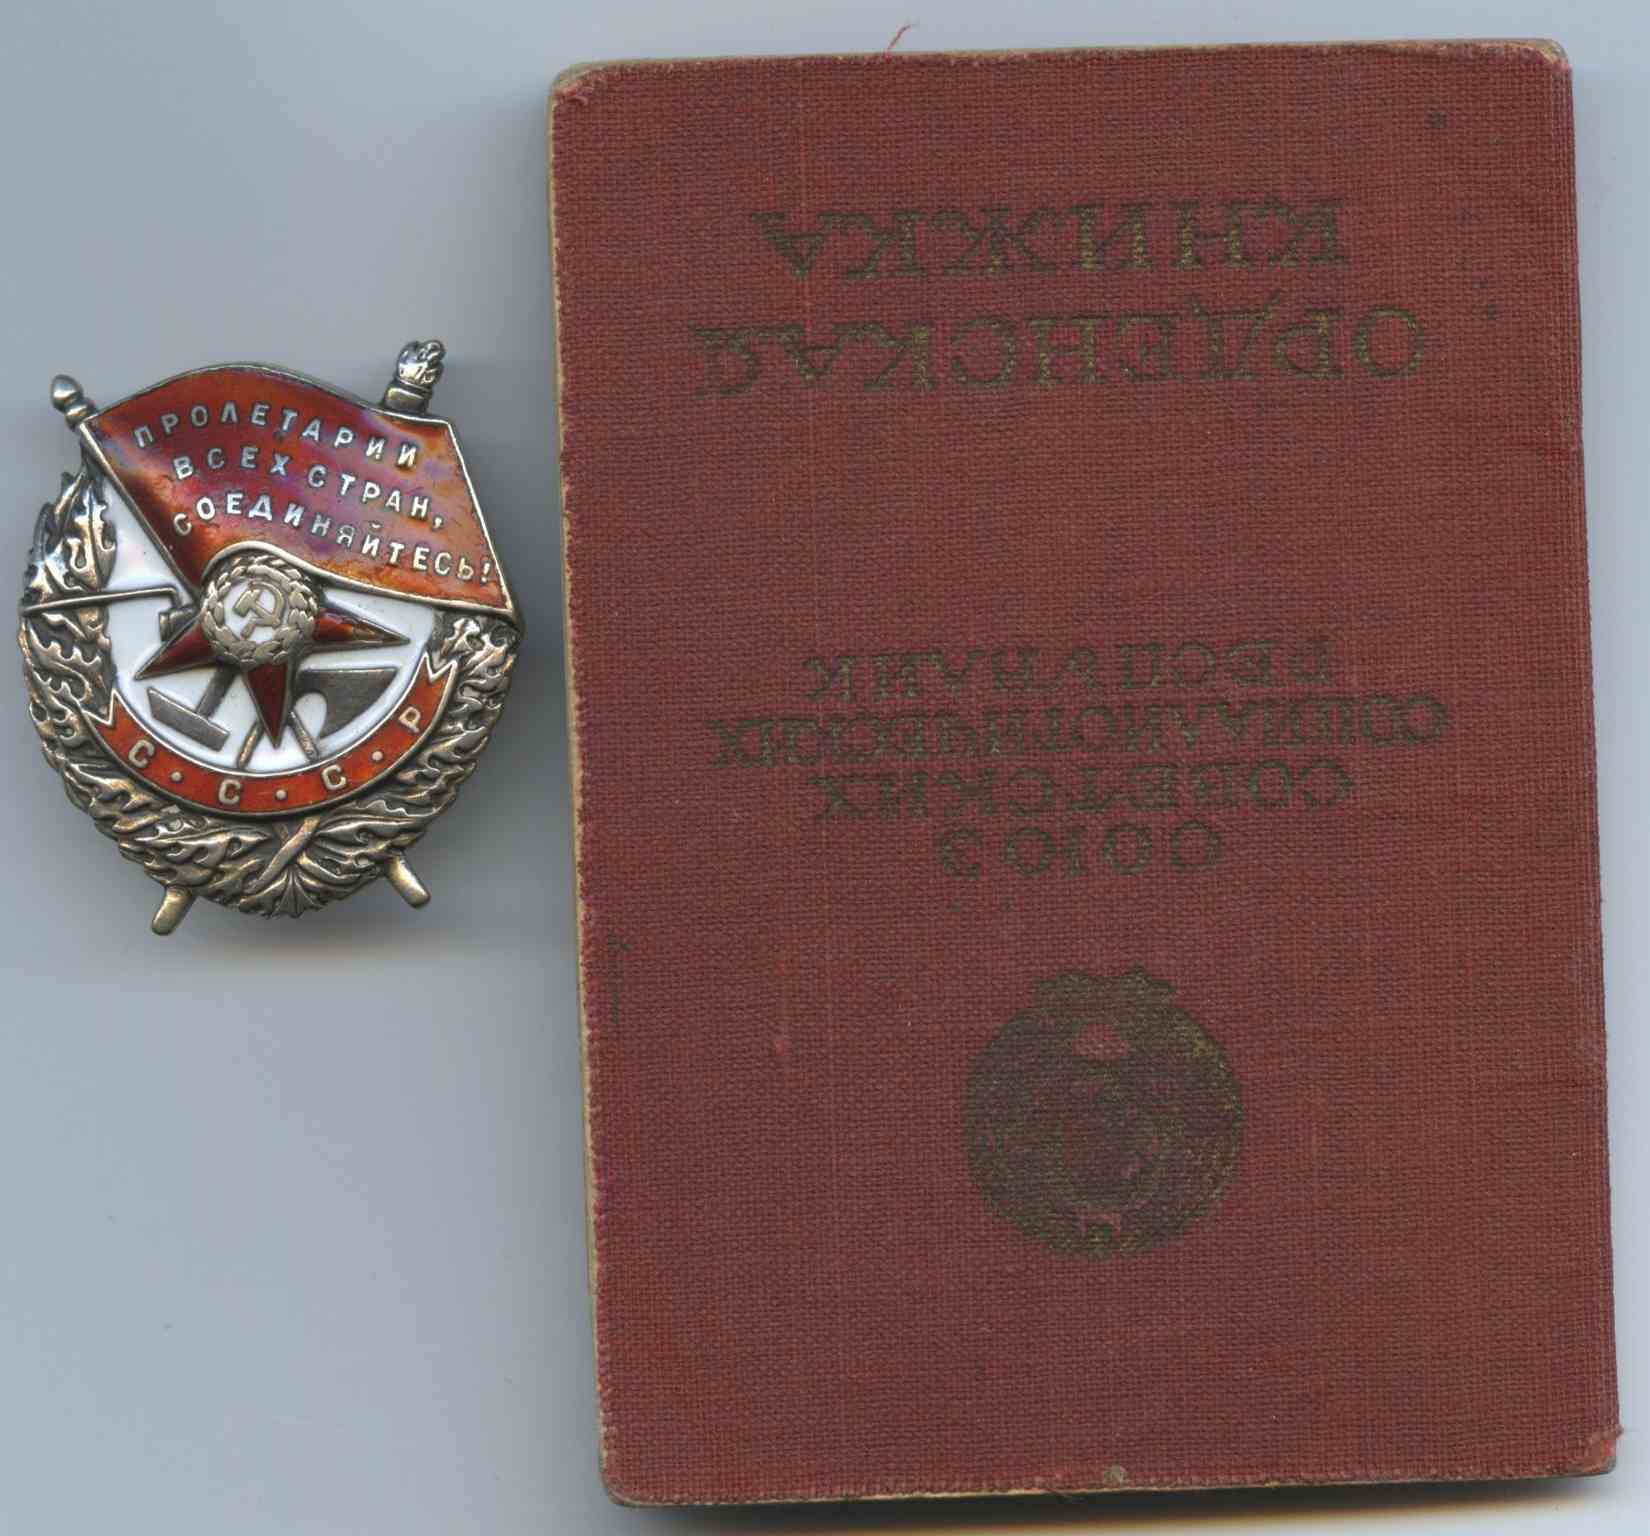 ПРОЛЕТАРИИ
ВСЕХ СТРАН,
СОЕДИНЯЙТЕСЬ!
С·С·С·Р
СОЮЗ
СОВЕТСКИХ
СОЦИАЛИСТИЧЕСКИХ
РЕСПУБЛИК
ОРДЕНСКАЯ
КНИЖКА